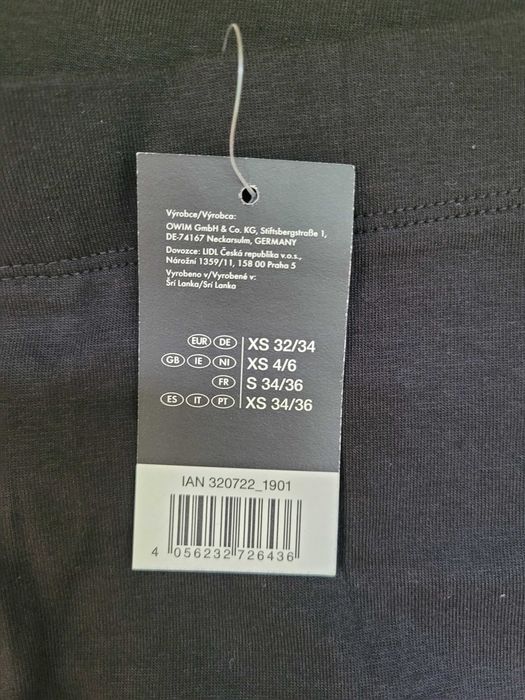 Výrobce/Výrobca:
OWIM GmbH & Co. KG, Stiftsbergstraße 1,
DE-74167 Neckarsulm, GERMANY
Dovozce: LIDL Česká republika v.o.s.,
Nárožní 1359/11, 158 00 Praha 5
Vyrobeno v/Vyrobené v:
Šrí Lanka/Srí Lanka
EUR DE XS 32/34
GB IE NI XS 4/6
FR S 34/36
ES IT PT XS 34/36
IAN 320722_1901
4 056232 726436